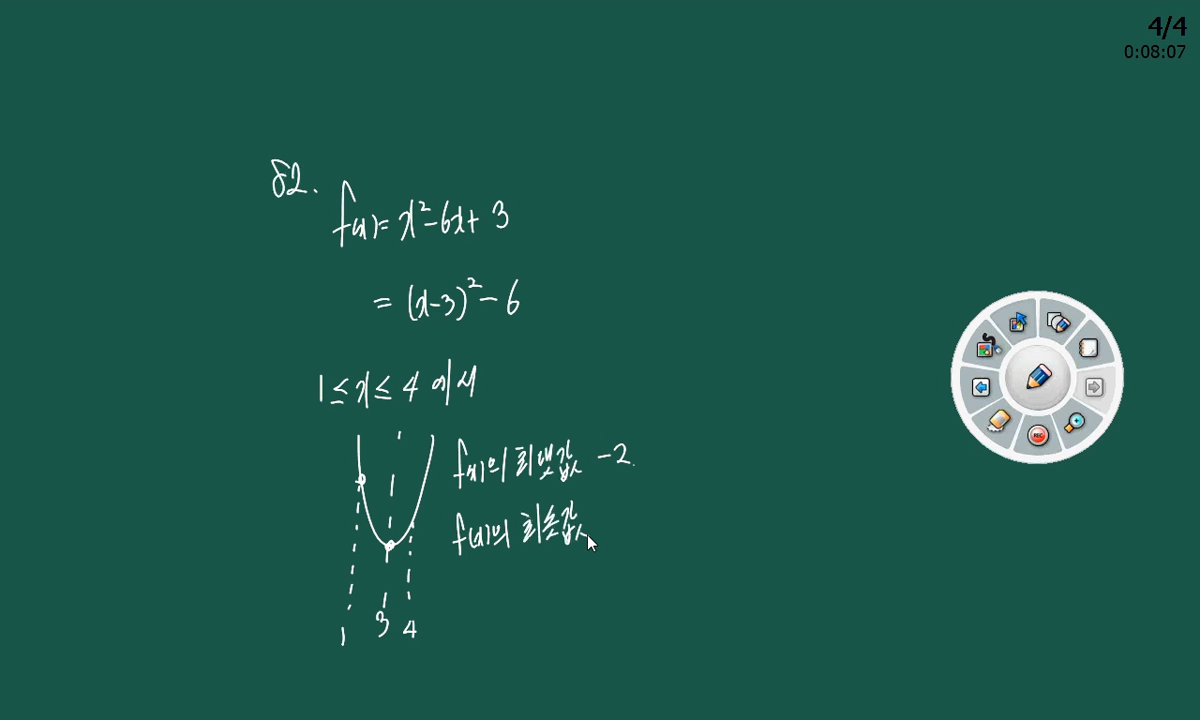 4/4
0:08:07
82.
f(x)= x²-6x+3
= (x-3)²-6
1≤x≤4 에서
f(x)의 최댓값 -2.
f(x)의 최솟값
1 3 4
REC